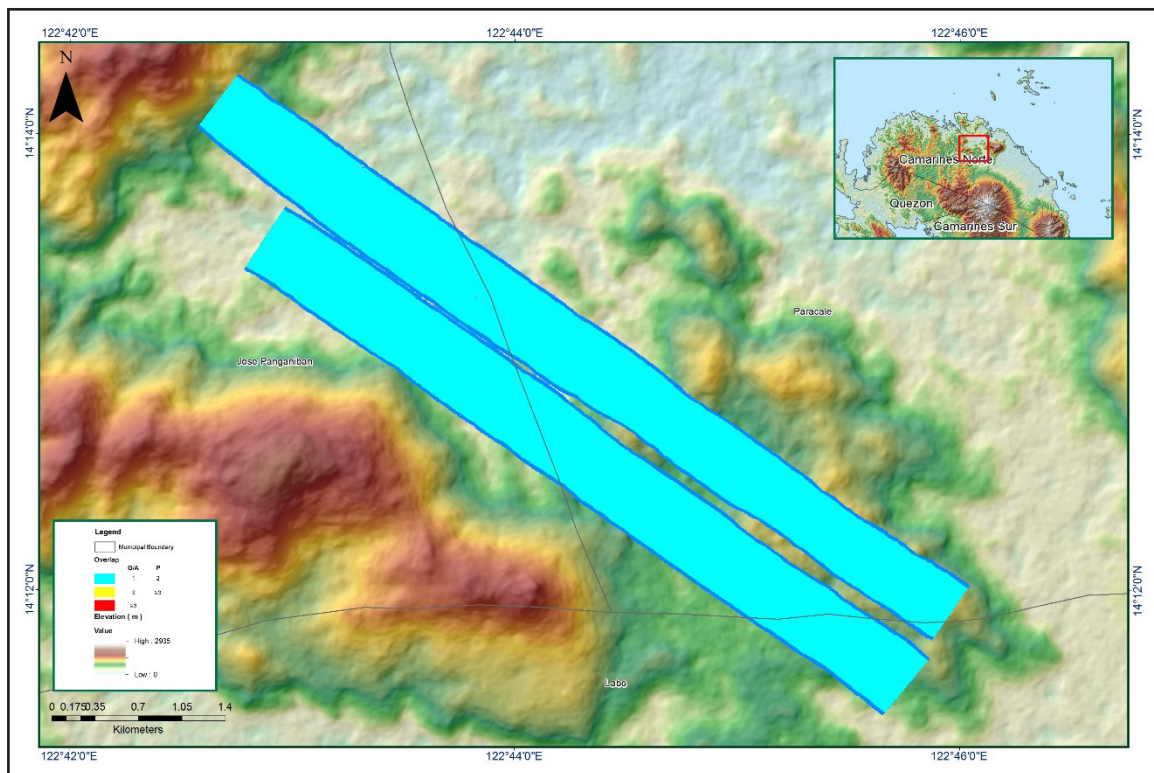 122°42'0"E 122°44'0"E 122°46'0"E
N
14°14'0"N 14°14'0"N
Camarines Norte
Quezon
Camarines Sur
Paracale
Jose Panganiban
Legend
Municipal Boundary
Overlap
G/A P
1 2
2 ≥3
≥3
Elevation ( m )
Value
High : 2935
Low : 0
14°12'0"N 14°12'0"N
Labo
0 0.175 0.35 0.7 1.05 1.4
Kilometers
122°42'0"E 122°44'0"E 122°46'0"E